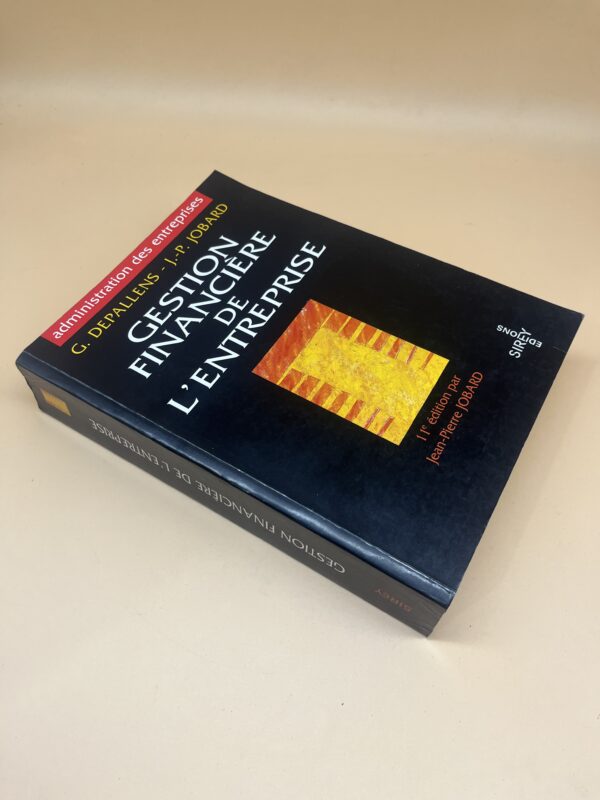 administration des entreprises
G. DEPALLENS - J.-P. JOBARD
GESTION
FINANCIÈRE
DE
L'ENTREPRISE
11e édition par
Jean-Pierre JOBARD
SIREY
EDITIONS
GESTION FINANCIÈRE DE L'ENTREPRISE
SIREY